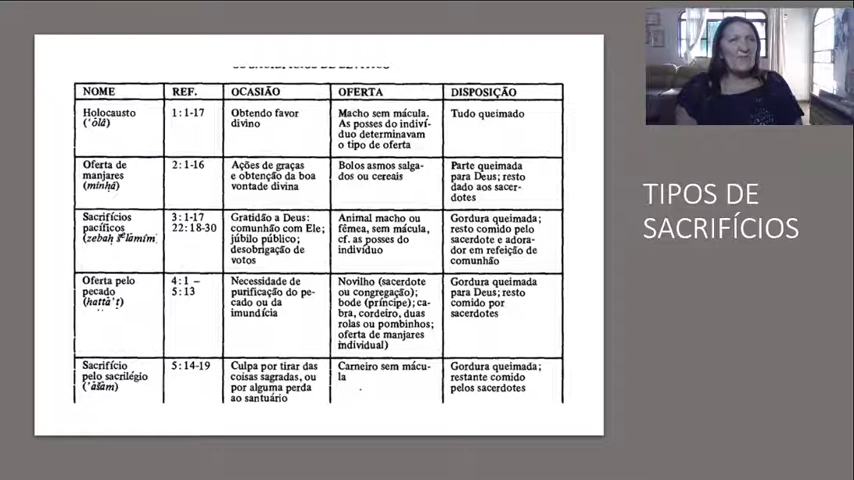 NOME REF. OCASIÃO OFERTA DISPOSIÇÃO
Holocausto 1:1-17 Obtendo favor Macho sem mácula. Tudo queimado
('ōlâ) divino As posses do indiví-
duo determinavam
o tipo de oferta
Oferta de 2:1-16 Ações de graças Bolos asmos salga- Parte queimada
manjares e obtenção da boa dos ou cereais para Deus; resto
(minḥâ) vontade divina dado aos sacer-
dotes
Sacrifícios 3:1-17 Gratidão a Deus: Animal macho ou Gordura queimada;
pacíficos 22:18-30 comunhão com Ele; fêmea, sem mácula, resto comido pelo
(zebaḥ šᵉlāmîm) júbilo público; cf. as posses do sacerdote e adora-
desobrigação de indivíduo dor em refeição de
votos comunhão
Oferta pelo 4:1 – Necessidade de Novilho (sacerdote Gordura queimada
pecado 5:13 purificação do pe- ou congregação); para Deus; resto
(ḥattā'ṭ) cado ou da bode (príncipe); ca- comido por
imundícia bra, cordeiro, duas sacerdotes
rolas ou pombinhos;
oferta de manjares
individual)
Sacrifício 5:14-19 Culpa por tirar das Carneiro sem mácu- Gordura queimada;
pelo sacrilégio coisas sagradas, ou la restante comido
('āšām) por alguma perda pelos sacerdotes
ao santuário
TIPOS DE
SACRIFÍCIOS